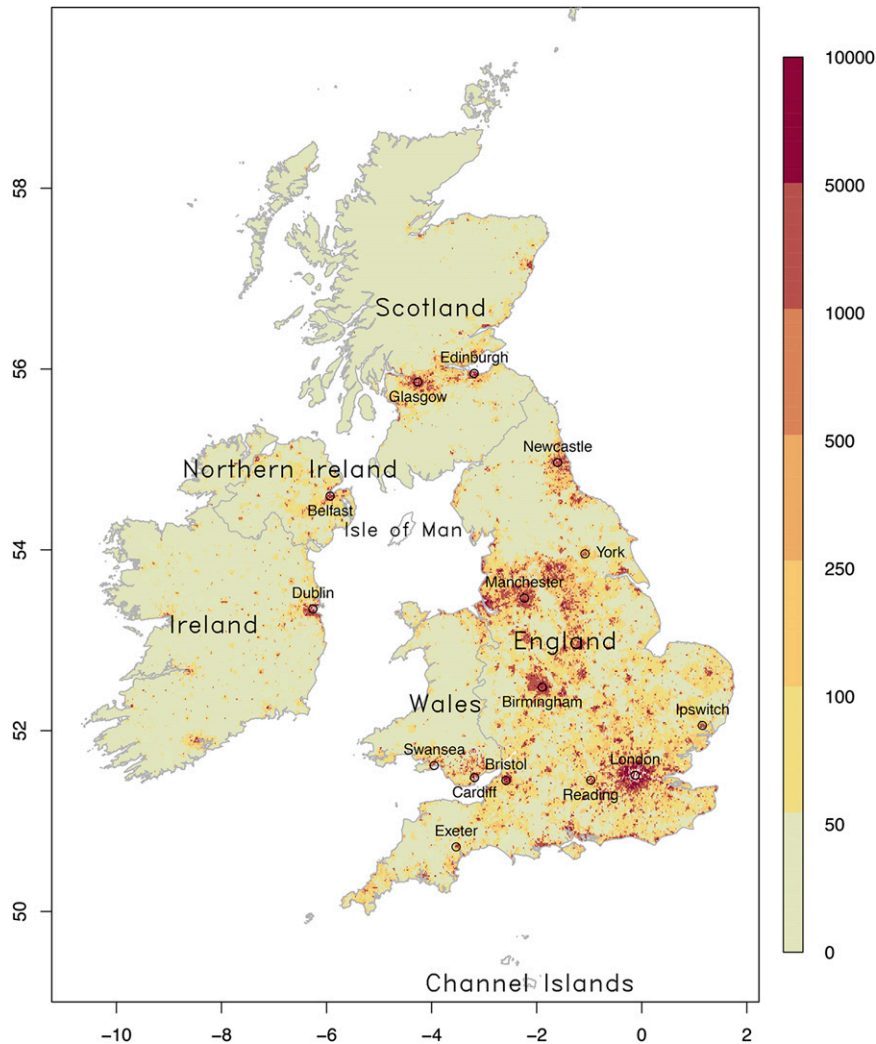 10000
5000
1000
500
250
100
50
0
58
56
54
52
50
Scotland
Edinburgh
Glasgow
Newcastle
Northern Ireland
Belfast
Isle of Man
York
Manchester
Dublin
Ireland
England
Birmingham
Wales
Ipswich
Swansea
Bristol
London
Cardiff
Reading
Exeter
Channel Islands
−10
−8
−6
−4
−2
0
2